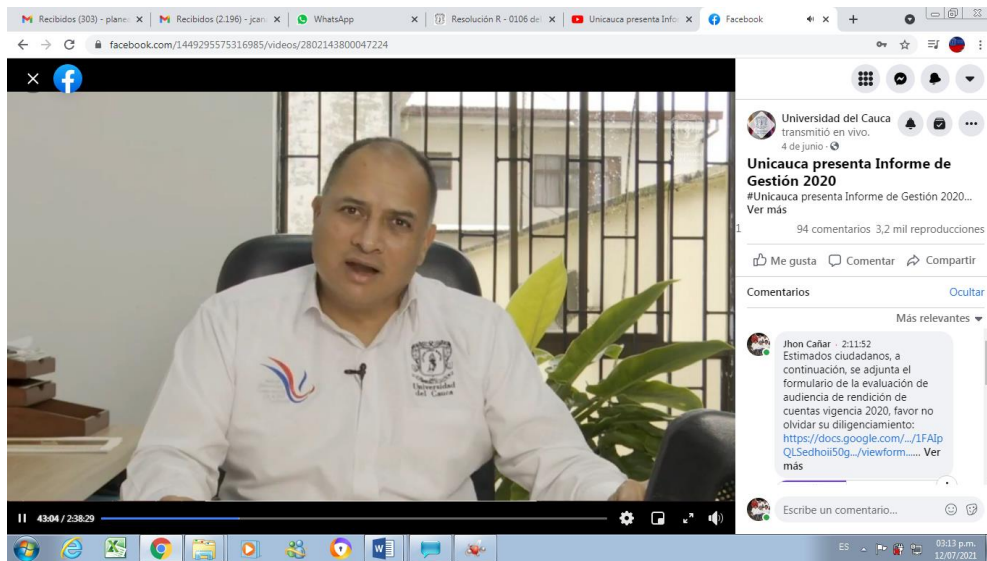 Recibidos (303) - planea
Recibidos (2.196) - jcan
WhatsApp
Resolución R - 0106 de
Unicauca presenta Infor
Facebook
facebook.com/1449295575316985/videos/2802143800047224
Universidad del Cauca
transmitió en vivo.
4 de junio ·
Unicauca presenta Informe de
Gestión 2020
#Unicauca presenta Informe de Gestión 2020...
Ver más
1
94 comentarios 3,2 mil reproducciones
Me gusta Comentar Compartir
Comentarios Ocultar
Más relevantes
Jhon Cañar · 2:11:52
Estimados ciudadanos, a
continuación, se adjunta el
formulario de la evaluación de
audiencia de rendición de
cuentas vigencia 2020, favor no
olvidar su diligenciamiento:
https://docs.google.com/.../1FAIp
QLSedhoii50g.../viewform...... Ver
más
Universidad
del Cauca
43:04 / 2:38:29
Escribe un comentario...
ES
03:13 p.m.
12/07/2021